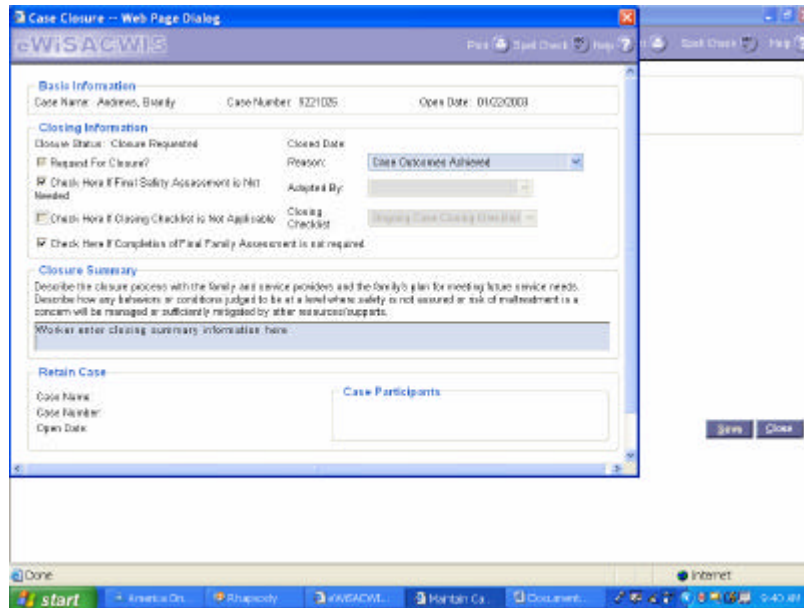 Case Closure -- Web Page Dialog
eWiSACWIS
Print Spell Check Help
Spell Check Help
Basic Information
Case Name: Andrews, Brandy Case Number: 9221026 Open Date: 01/22/2003
Closing Information
Closure Status: Closure Requested Closed Date:
Request For Closure? Reason: Case Outcomes Achieved
Check Here If Final Safety Assessment is Not Needed Adopted By:
Check Here If Closing Checklist is Not Applicable Closing Checklist Ongoing Case Closing Checklist
Check Here If Completion of Final Family Assessment is not required
Closure Summary
Describe the closure process with the family and service providers and the family's plan for meeting future service needs.
Describe how any behaviors or conditions judged to be at a level where safety is not assured or risk of maltreatment is a
concern will be managed or sufficiently mitigated by other resources/supports.
Worker enter closing summary information here
Retain Case
Case Name Case Participants
Case Number:
Open Date:
Save Close
Done Internet
start America On... Rhapsody eWiSACWI... Maintain Ca... Document... 9:40 AM